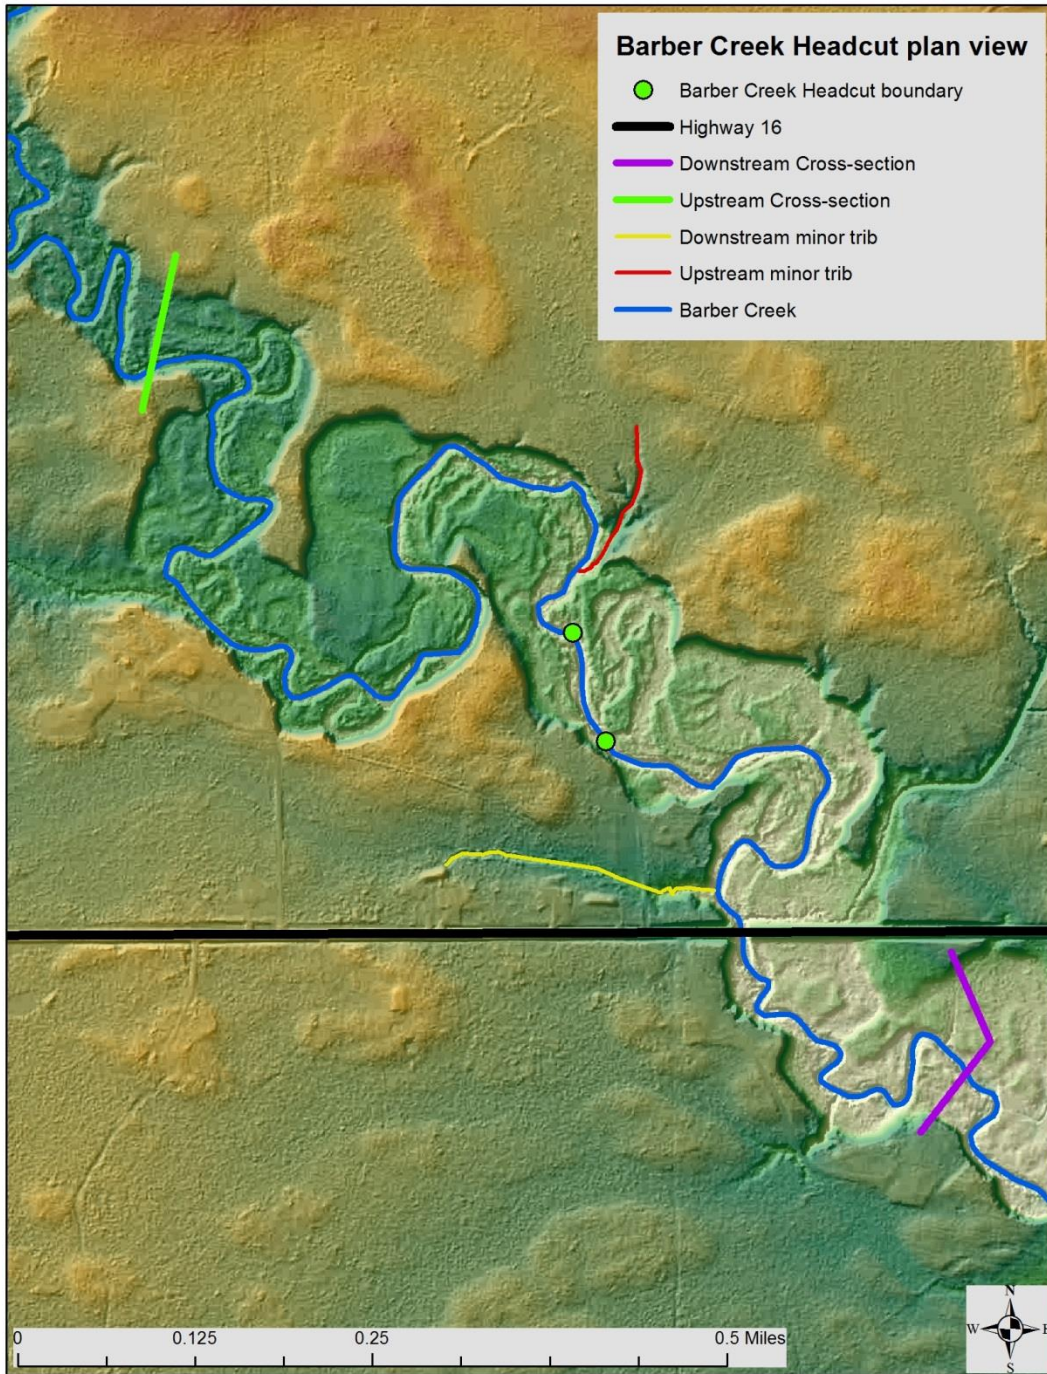 Barber Creek Headcut plan view
Barber Creek Headcut boundary
Highway 16
Downstream Cross-section
Upstream Cross-section
Downstream minor trib
Upstream minor trib
Barber Creek
0 0.125 0.25 0.5 Miles
N
W E
S